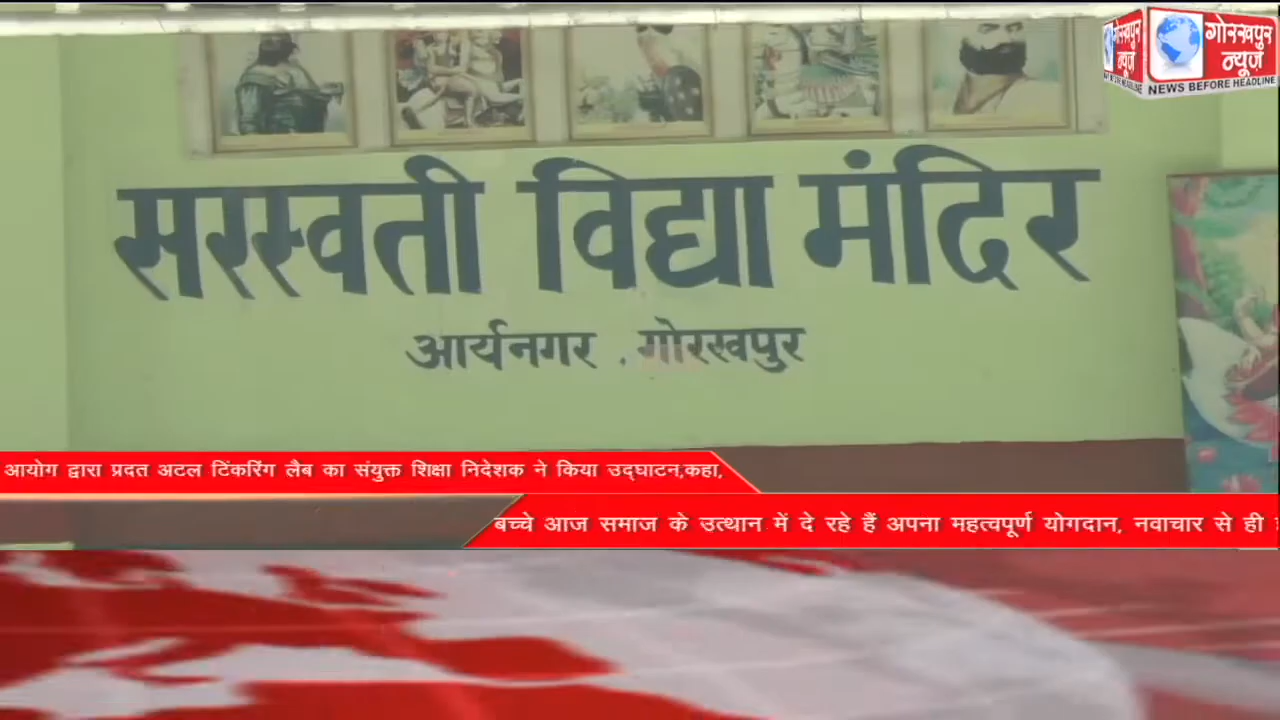 गोरखपुर
न्यूज
गोरखपुर
न्यूज
NEWS BEFORE HEADLINE
सरस्वती विद्या मंदिर
आर्यनगर , गोरखपुर
आयोग द्वारा प्रदत अटल टिंकरिंग लैब का संयुक्त शिक्षा निदेशक ने किया उद्घाटन,कहा,
बच्चे आज समाज के उत्थान में दे रहे हैं अपना महत्वपूर्ण योगदान, नवाचार से ही